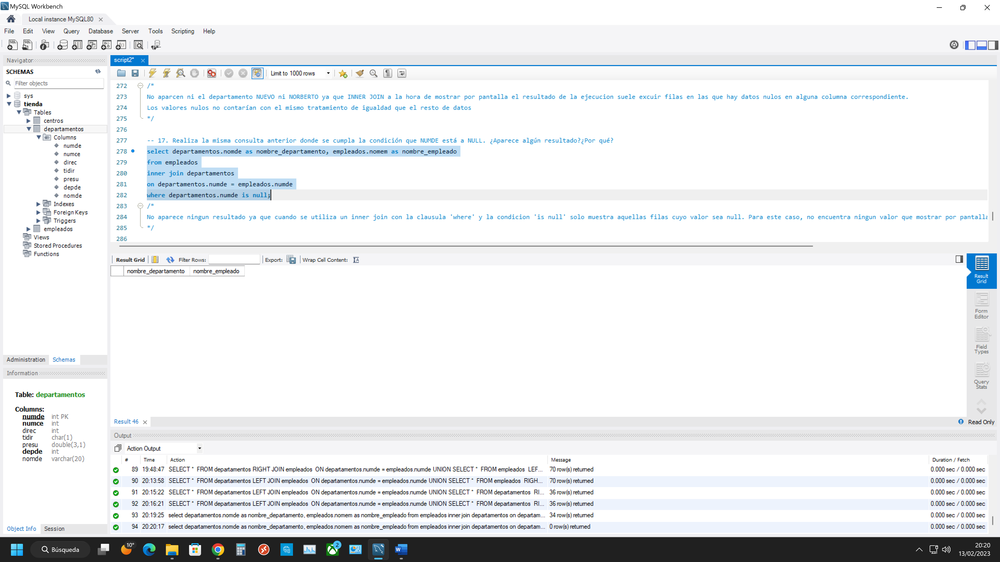 MySQL Workbench
Local instance MySQL80
File Edit View Query Database Server Tools Scripting Help
Navigator
script2*
SCHEMAS
Limit to 1000 rows
Filter objects
sys
tienda
Tables
centros
departamentos
Columns
numde
numce
direc
tidir
presu
depde
nomde
Indexes
Foreign Keys
Triggers
empleados
Views
Stored Procedures
Functions
272 /*
273 No aparcen ni el departamento NUEVO ni NORBERTO ya que INNER JOIN a la hora de mostrar por pantalla el resultado de la ejecucion suele excuir filas en las que hay datos nulos en alguna columna correspondiente.
274 Los valores nulos no contarían con el mismo tratamiento de igualdad que el resto de datos
275 */
276
277 -- 17. Realiza la misma consulta anterior donde se cumpla la condición que NUMDE está a NULL. ¿Aparece algún resultado?¿Por qué?
278 select departamentos.nomde as nombre_departamento, empleados.nomem as nombre_empleado
279 from empleados
280 inner join departamentos
281 on departamentos.numde = empleados.numde
282 where departamentos.numde is null;
283 /*
284 No aparece ningun resultado ya que cuando se utiliza un inner join con la clausula 'where' y la condicion 'is null' solo muestra aquellas filas cuyo valor sea null. Para este caso, no encuentra ningun valor que mostrar por pantalla
285 */
286
Result Grid Filter Rows: Export: Wrap Cell Content:
nombre_departamento nombre_empleado
Result Grid
Form Editor
Field Types
Query Stats
Administration Schemas
Information
Table: departamentos
Columns:
numde int PK
numce int
direc int
tidir char(1)
presu double(3,1)
depde int
nomde varchar(20)
Object Info Session
Result 46
Read Only
Output
Action Output
# Time Action Message Duration / Fetch
89 19:48:47 SELECT * FROM departamentos RIGHT JOIN empleados ON departamentos.numde = empleados.numde UNION SELECT * FROM empleados LEF... 70 row(s) returned 0.000 sec / 0.000 sec
90 20:13:58 SELECT * FROM departamentos LEFT JOIN empleados ON departamentos.numde = empleados.numde UNION SELECT * FROM empleados RIGH... 70 row(s) returned 0.000 sec / 0.000 sec
91 20:15:22 SELECT * FROM departamentos LEFT JOIN empleados ON departamentos.numde = empleados.numde UNION SELECT * FROM departamentos RI... 36 row(s) returned 0.000 sec / 0.000 sec
92 20:16:21 SELECT * FROM departamentos LEFT JOIN empleados ON departamentos.numde = empleados.numde UNION SELECT * FROM departamentos RI... 36 row(s) returned 0.000 sec / 0.000 sec
93 20:19:25 select departamentos.nomde as nombre_departamento, empleados.nomem as nombre_empleado from empleados inner join departamentos on departam... 34 row(s) returned 0.000 sec / 0.000 sec
94 20:20:17 select departamentos.nomde as nombre_departamento, empleados.nomem as nombre_empleado from empleados inner join departamentos on departam... 0 row(s) returned 0.000 sec / 0.000 sec
Búsqueda
10°
2
20:20
13/02/2023